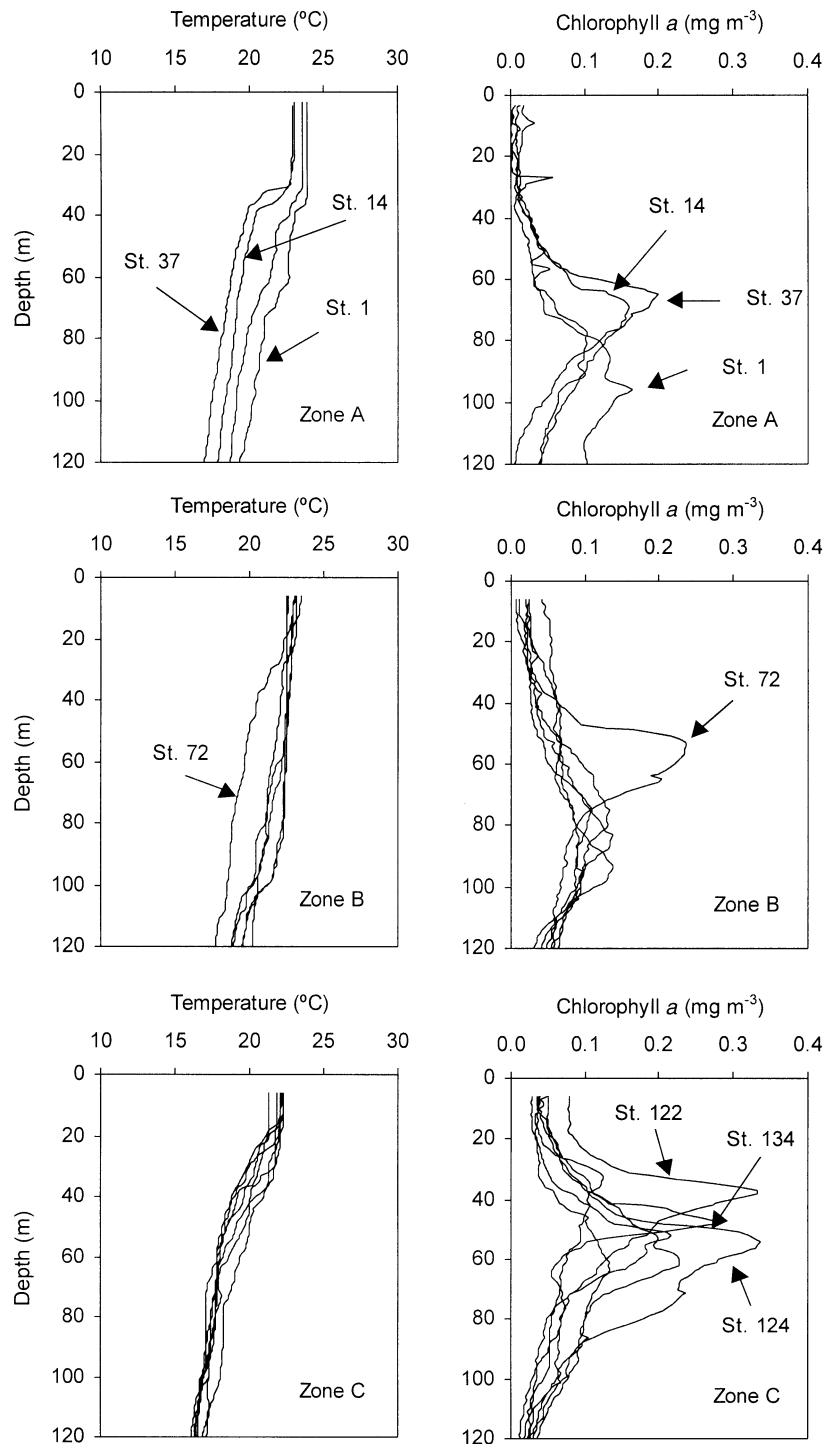 Temperature (ºC)
10 15 20 25 30
0
20
40
60
80
100
120
Depth (m)
St. 14
St. 37
St. 1
Zone A
Chlorophyll a (mg m-3)
0.0 0.1 0.2 0.3 0.4
0
20
40
60
80
100
120
St. 14
St. 37
St. 1
Zone A
Temperature (ºC)
10 15 20 25 30
0
20
40
60
80
100
120
Depth (m)
St. 72
Zone B
Chlorophyll a (mg m-3)
0.0 0.1 0.2 0.3 0.4
0
20
40
60
80
100
120
St. 72
Zone B
Temperature (ºC)
10 15 20 25 30
0
20
40
60
80
100
120
Depth (m)
Zone C
Chlorophyll a (mg m-3)
0.0 0.1 0.2 0.3 0.4
0
20
40
60
80
100
120
St. 122
St. 134
St. 124
Zone C